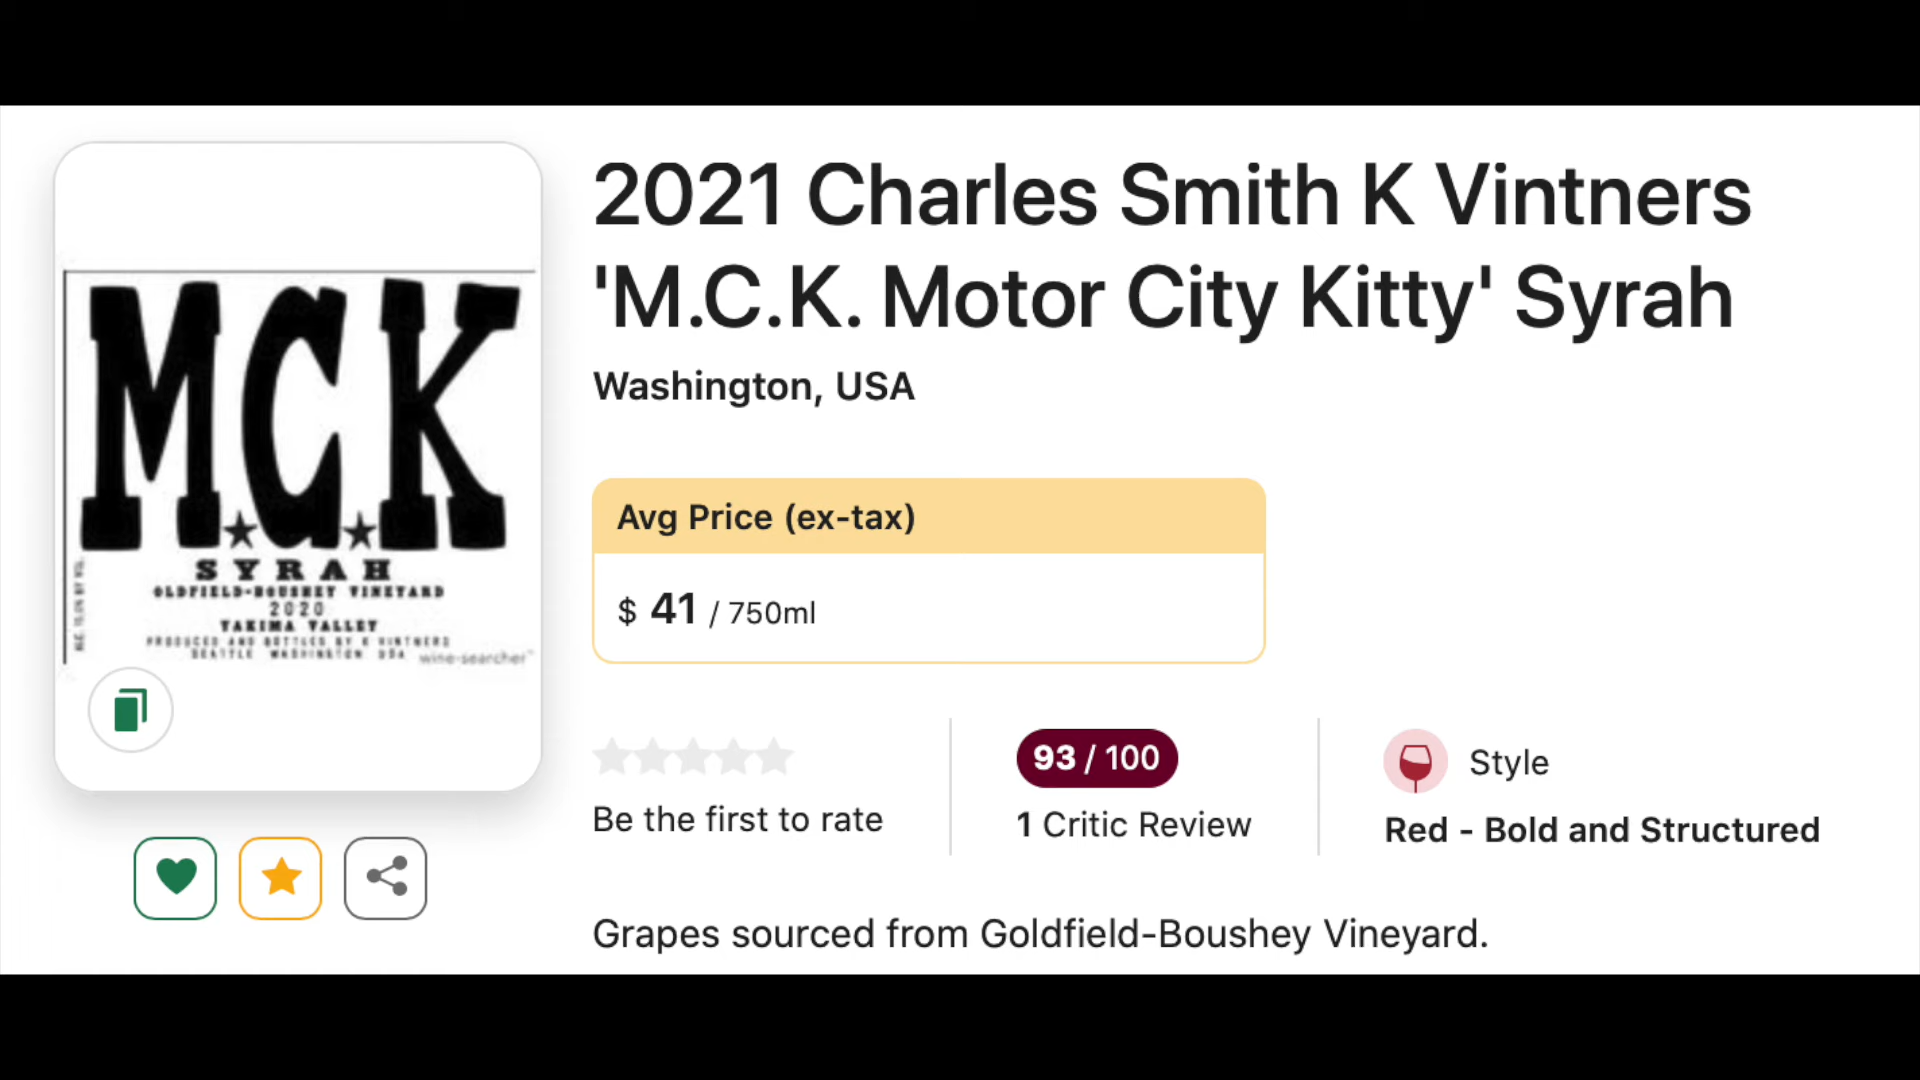 M.C.K
SYRAH
OLDFIELD-BOUSHEY VINEYARD
2020
YAKIMA VALLEY
PRODUCED AND BOTTLED BY K VINTNERS
SEATTLE WASHINGTON USA
wine-searcher
2021 Charles Smith K Vintners
'M.C.K. Motor City Kitty' Syrah
Washington, USA
Avg Price (ex-tax)
$ 41 / 750ml
Be the first to rate
93 / 100
1 Critic Review
Style
Red - Bold and Structured
Grapes sourced from Goldfield-Boushey Vineyard.